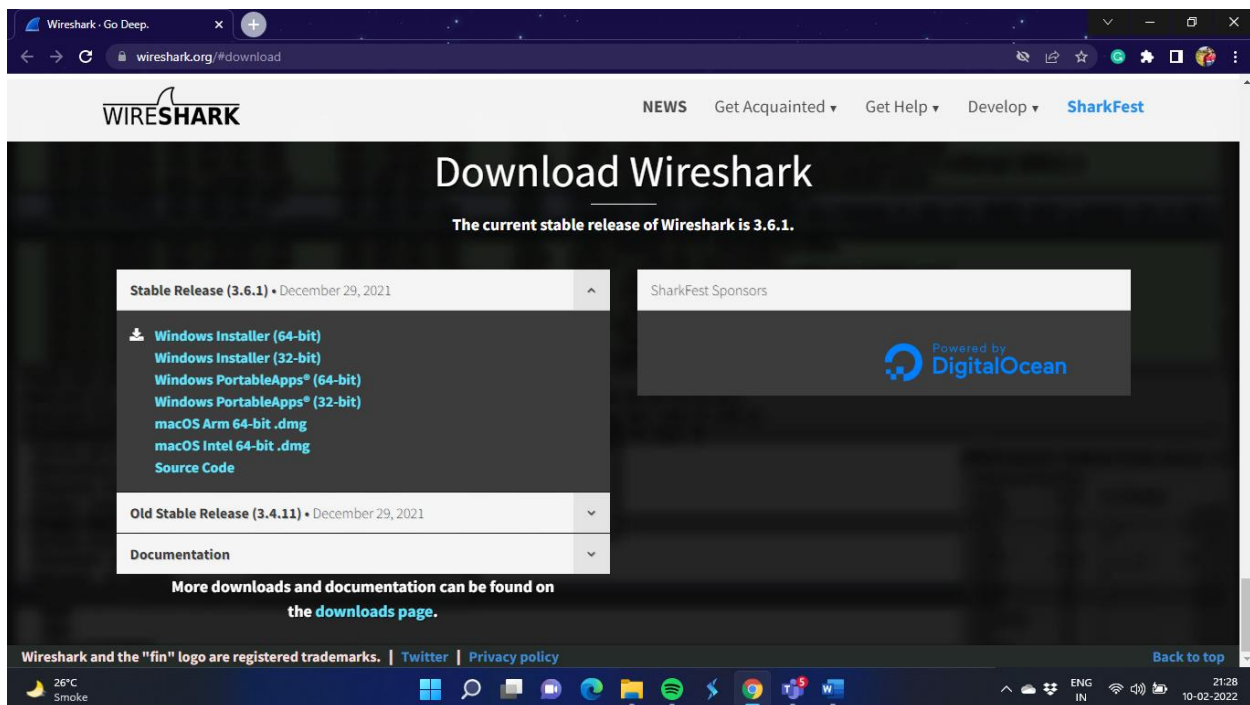 Wireshark · Go Deep.
wireshark.org/#download
WIRESHARK
NEWS Get Acquainted ▾ Get Help ▾ Develop ▾ SharkFest
Download Wireshark
The current stable release of Wireshark is 3.6.1.
Stable Release (3.6.1) • December 29, 2021
Windows Installer (64-bit)
Windows Installer (32-bit)
Windows PortableApps® (64-bit)
Windows PortableApps® (32-bit)
macOS Arm 64-bit .dmg
macOS Intel 64-bit .dmg
Source Code
Old Stable Release (3.4.11) • December 29, 2021
Documentation
More downloads and documentation can be found on
the downloads page.
SharkFest Sponsors
Powered by
DigitalOcean
Wireshark and the "fin" logo are registered trademarks. | Twitter | Privacy policy
Back to top
26°C
Smoke
5
ENG
IN
21:28
10-02-2022